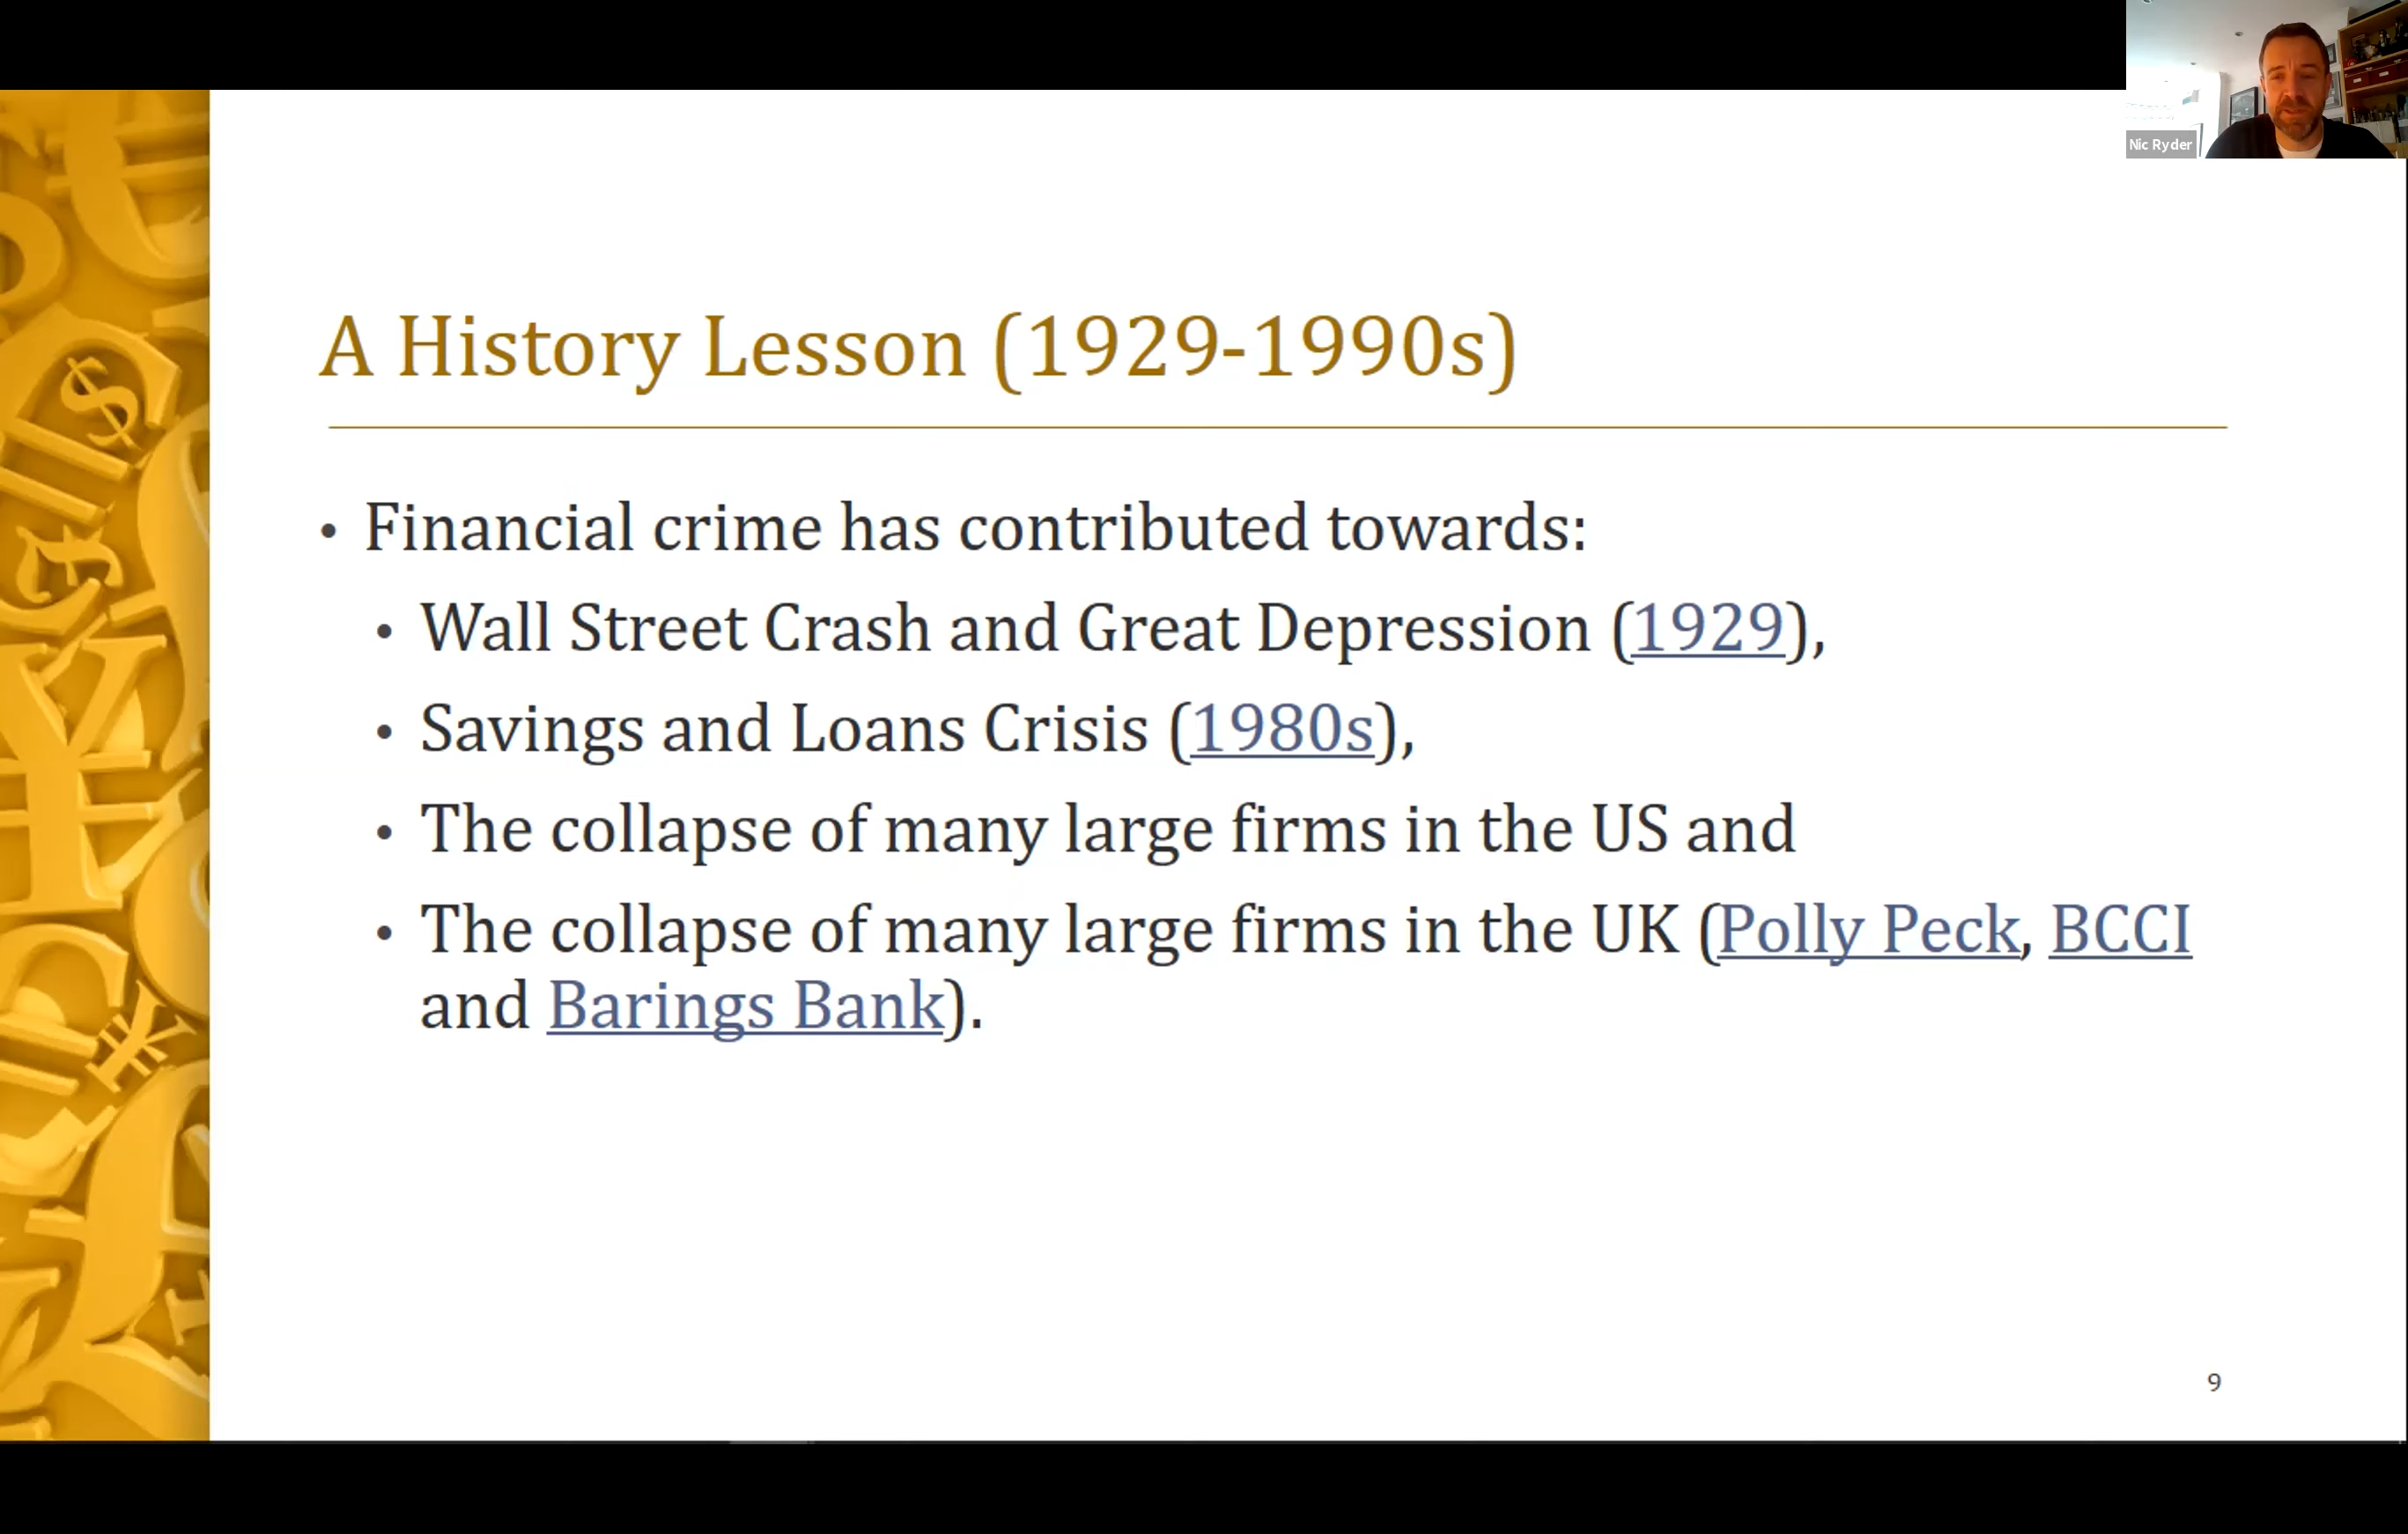 Nic Ryder
A History Lesson (1929-1990s)
• Financial crime has contributed towards:
• Wall Street Crash and Great Depression (1929),
• Savings and Loans Crisis (1980s),
• The collapse of many large firms in the US and
• The collapse of many large firms in the UK (Polly Peck, BCCI
and Barings Bank).
9